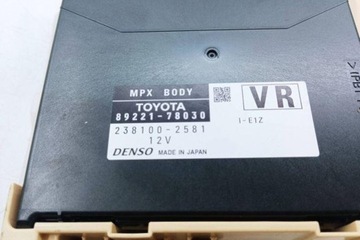 MPX BODY
TOYOTA
89221-78030
238100-2581
12V
DENSO MADE IN JAPAN
VR
I-E1Z